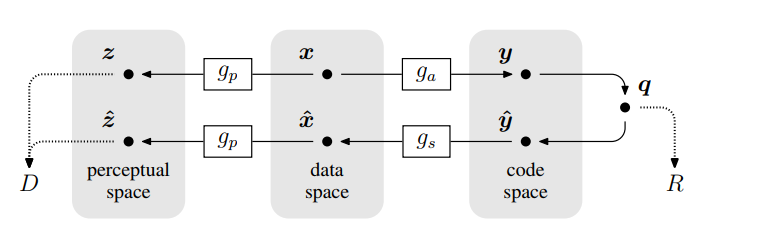 z g_p x g_a y
q
ẑ g_p x̂ g_s ŷ
D perceptual space data space code space R